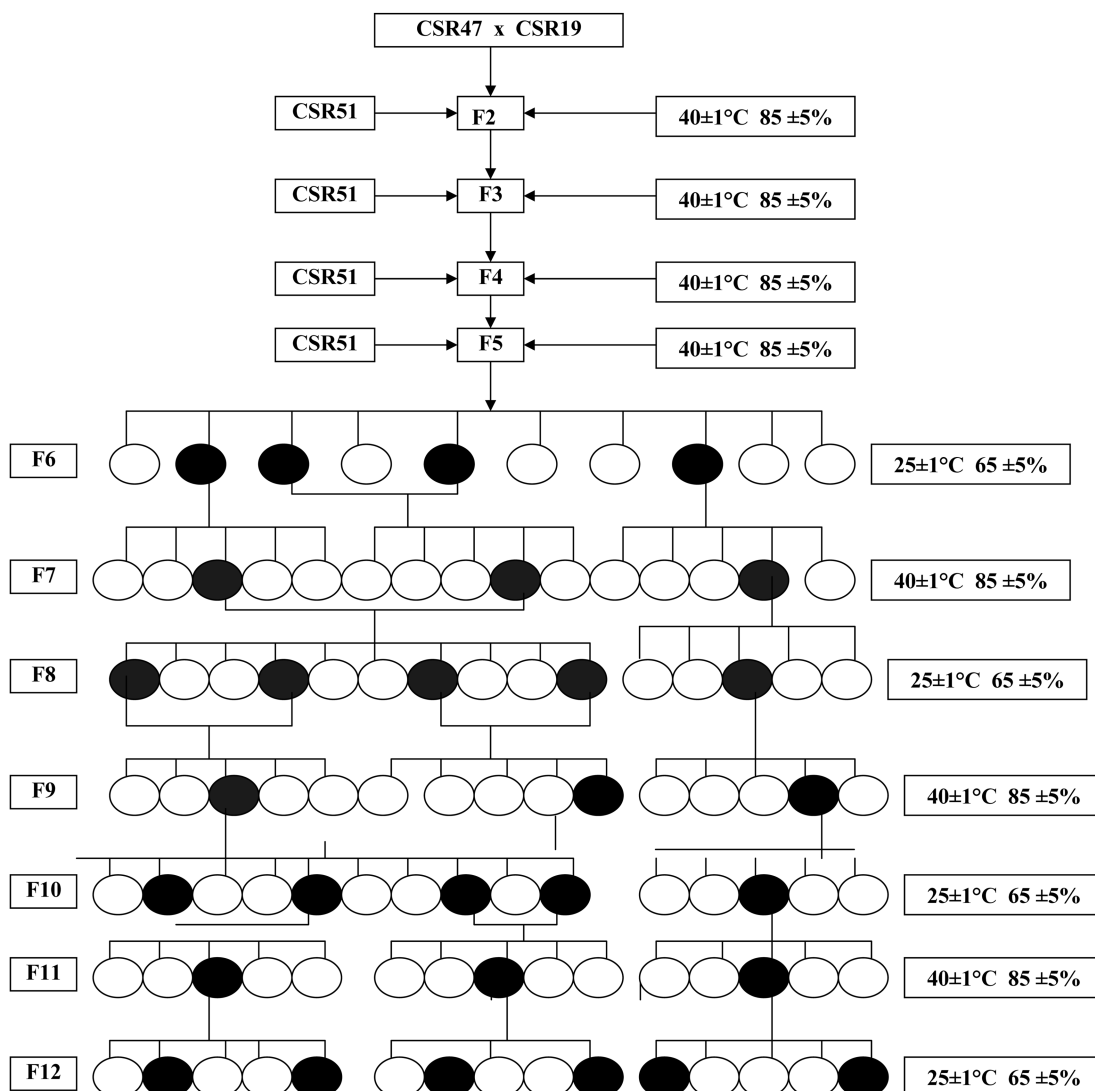 CSR47 x CSR19
CSR51 F2 40±1°C 85 ±5%
CSR51 F3 40±1°C 85 ±5%
CSR51 F4 40±1°C 85 ±5%
CSR51 F5 40±1°C 85 ±5%
F6 25±1°C 65 ±5%
F7 40±1°C 85 ±5%
F8 25±1°C 65 ±5%
F9 40±1°C 85 ±5%
F10 25±1°C 65 ±5%
F11 40±1°C 85 ±5%
F12 25±1°C 65 ±5%